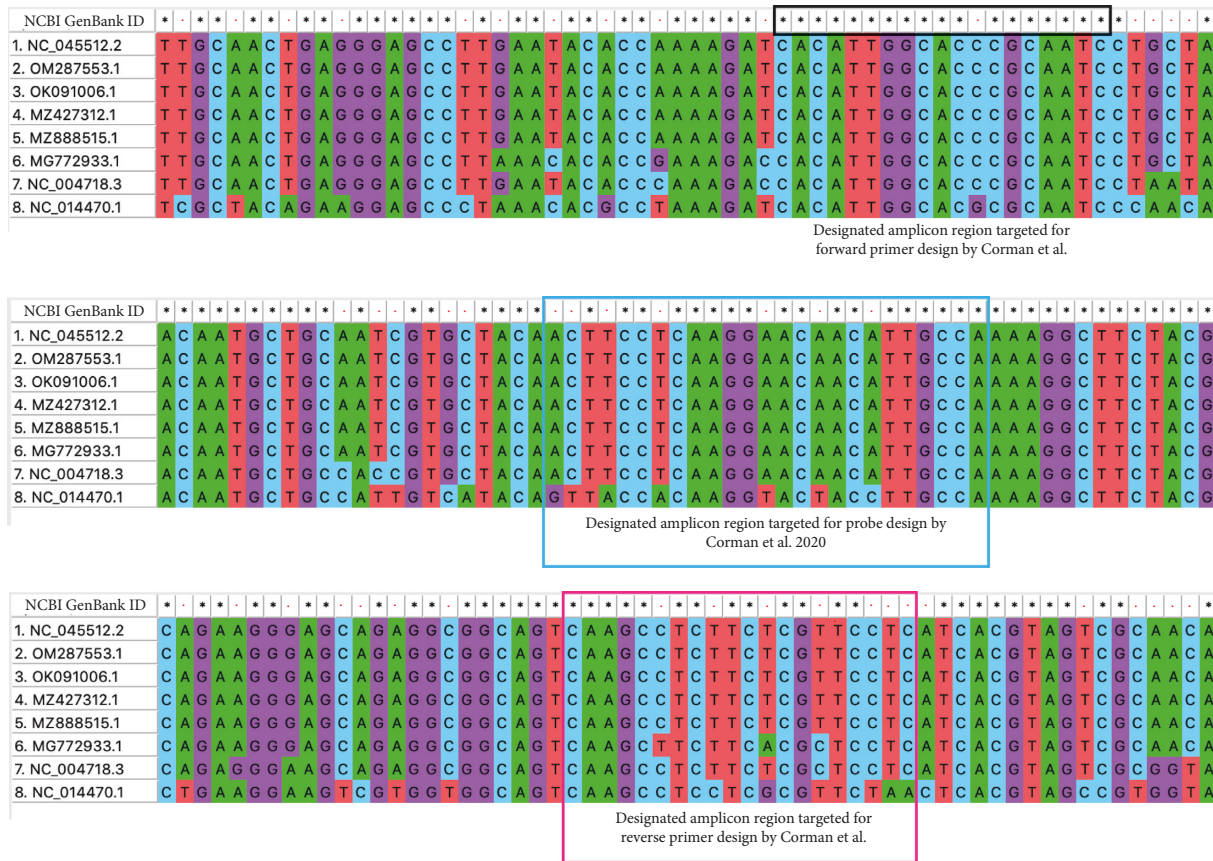 NCBI GenBank ID * · * * · * * · * * · * * * * * * · * · * * · * * · * * · * * * * * · * * * * * * * * * * * · * * * * * * * * · · · · *
1. NC_045512.2 T T G C A A C T G A G G G A G C C T T G A A T A C A C C A A A A G A T C A C A T T G G C A C C C G C A A T C C T G C T A
2. OM287553.1 T T G C A A C T G A G G G A G C C T T G A A T A C A C C A A A A G A T C A C A T T G G C A C C C G C A A T C C T G C T A
3. OK091006.1 T T G C A A C T G A G G G A G C C T T G A A T A C A C C A A A A G A T C A C A T T G G C A C C C G C A A T C C T G C T A
4. MZ427312.1 T T G C A A C T G A G G G A G C C T T G A A T A C A C C A A A A G A T C A C A T T G G C A C C C G C A A T C C T G C T A
5. MZ888515.1 T T G C A A C T G A G G G A G C C T T G A A T A C A C C A A A A G A T C A C A T T G G C A C C C G C A A T C C T G C T A
6. MG772933.1 T T G C A A C T G A G G G A G C C T T A A A C A C A C C G A A A G A C C A C A T T G G C A C C C G C A A T C C T G C T A
7. NC_004718.3 T T G C A A C T G A G G G A G C C T T G A A T A C A C C C A A A G A C C A C A T T G G C A C C C G C A A T C C T A A T A
8. NC_014470.1 T C G C T A C A G A A G G A G C C C T A A A C A C G C C T A A A G A T C A C A T T G G C A C G C G C A A T C C C A A C A
Designated amplicon region targeted for
forward primer design by Corman et al.
NCBI GenBank ID * * * * * * * * * * · * · · * * · · * * * * · · * · * * · * * * * * · * * · * * · * * * * * * * * * * * * * * * * * * *
1. NC_045512.2 A C A A T G C T G C A A T C G T G C T A C A A C T T C C T C A A G G A A C A A C A T T G C C A A A A G G C T T C T A C G
2. OM287553.1 A C A A T G C T G C A A T C G T G C T A C A A C T T C C T C A A G G A A C A A C A T T G C C A A A A G G C T T C T A C G
3. OK091006.1 A C A A T G C T G C A A T C G T G C T A C A A C T T C C T C A A G G A A C A A C A T T G C C A A A A G G C T T C T A C G
4. MZ427312.1 A C A A T G C T G C A A T C G T G C T A C A A C T T C C T C A A G G A A C A A C A T T G C C A A A A G G C T T C T A C G
5. MZ888515.1 A C A A T G C T G C A A T C G T G C T A C A A C T T C C T C A A G G A A C A A C A T T G C C A A A A G G C T T C T A C G
6. MG772933.1 A C A A T G C T G C A A T C G T G C T A C A A C T T C C T C A A G G A A C A A C A T T G C C A A A A G G C T T C T A C G
7. NC_004718.3 A C A A T G C T G C C A C C G T G C T A C A A C T T C C T C A A G G A A C A A C A T T G C C A A A A G G C T T C T A C G
8. NC_014470.1 A C A A T G C T G C C A T T G T C A T A C A G T T A C C A C A A G G T A C T A C C T T G C C A A A A G G C T T C T A C G
Designated amplicon region targeted for probe design by
Corman et al. 2020
NCBI GenBank ID * · * * · * * · * * · · * · * * · * * * * * * * * * * * · * * · * * · * * · * * · · · · * * * * * * * * · * * · · · · *
1. NC_045512.2 C A G A A G G G A G C A G A G G C G G C A G T C A A G C C T C T T C T C G T T C C T C A T C A C G T A G T C G C A A C A
2. OM287553.1 C A G A A G G G A G C A G A G G C G G C A G T C A A G C C T C T T C T C G T T C C T C A T C A C G T A G T C G C A A C A
3. OK091006.1 C A G A A G G G A G C A G A G G C G G C A G T C A A G C C T C T T C T C G T T C C T C A T C A C G T A G T C G C A A C A
4. MZ427312.1 C A G A A G G G A G C A G A G G C G G C A G T C A A G C C T C T T C T C G T T C C T C A T C A C G T A G T C G C A A C A
5. MZ888515.1 C A G A A G G G A G C A G A G G C G G C A G T C A A G C C T C T T C T C G T T C C T C A T C A C G T A G T C G C A A C A
6. MG772933.1 C A G A A G G G A G C A G A G G C G G C A G T C A A G C T T C T T C A C G C T C C T C A T C A C G T A G T C G C A A C A
7. NC_004718.3 C A G A G G G A A G C A G A G G C G G C A G T C A A G C C T C T T C T C G C T C C T C A T C A C G T A G T C G C G G T A
8. NC_014470.1 C T G A A G G A A G T C G T G G T G G C A G T C A A G C C T C C T C G C G T T C T A A C T C A C G T A G C C G T G G T A
Designated amplicon region targeted for
reverse primer design by Corman et al.